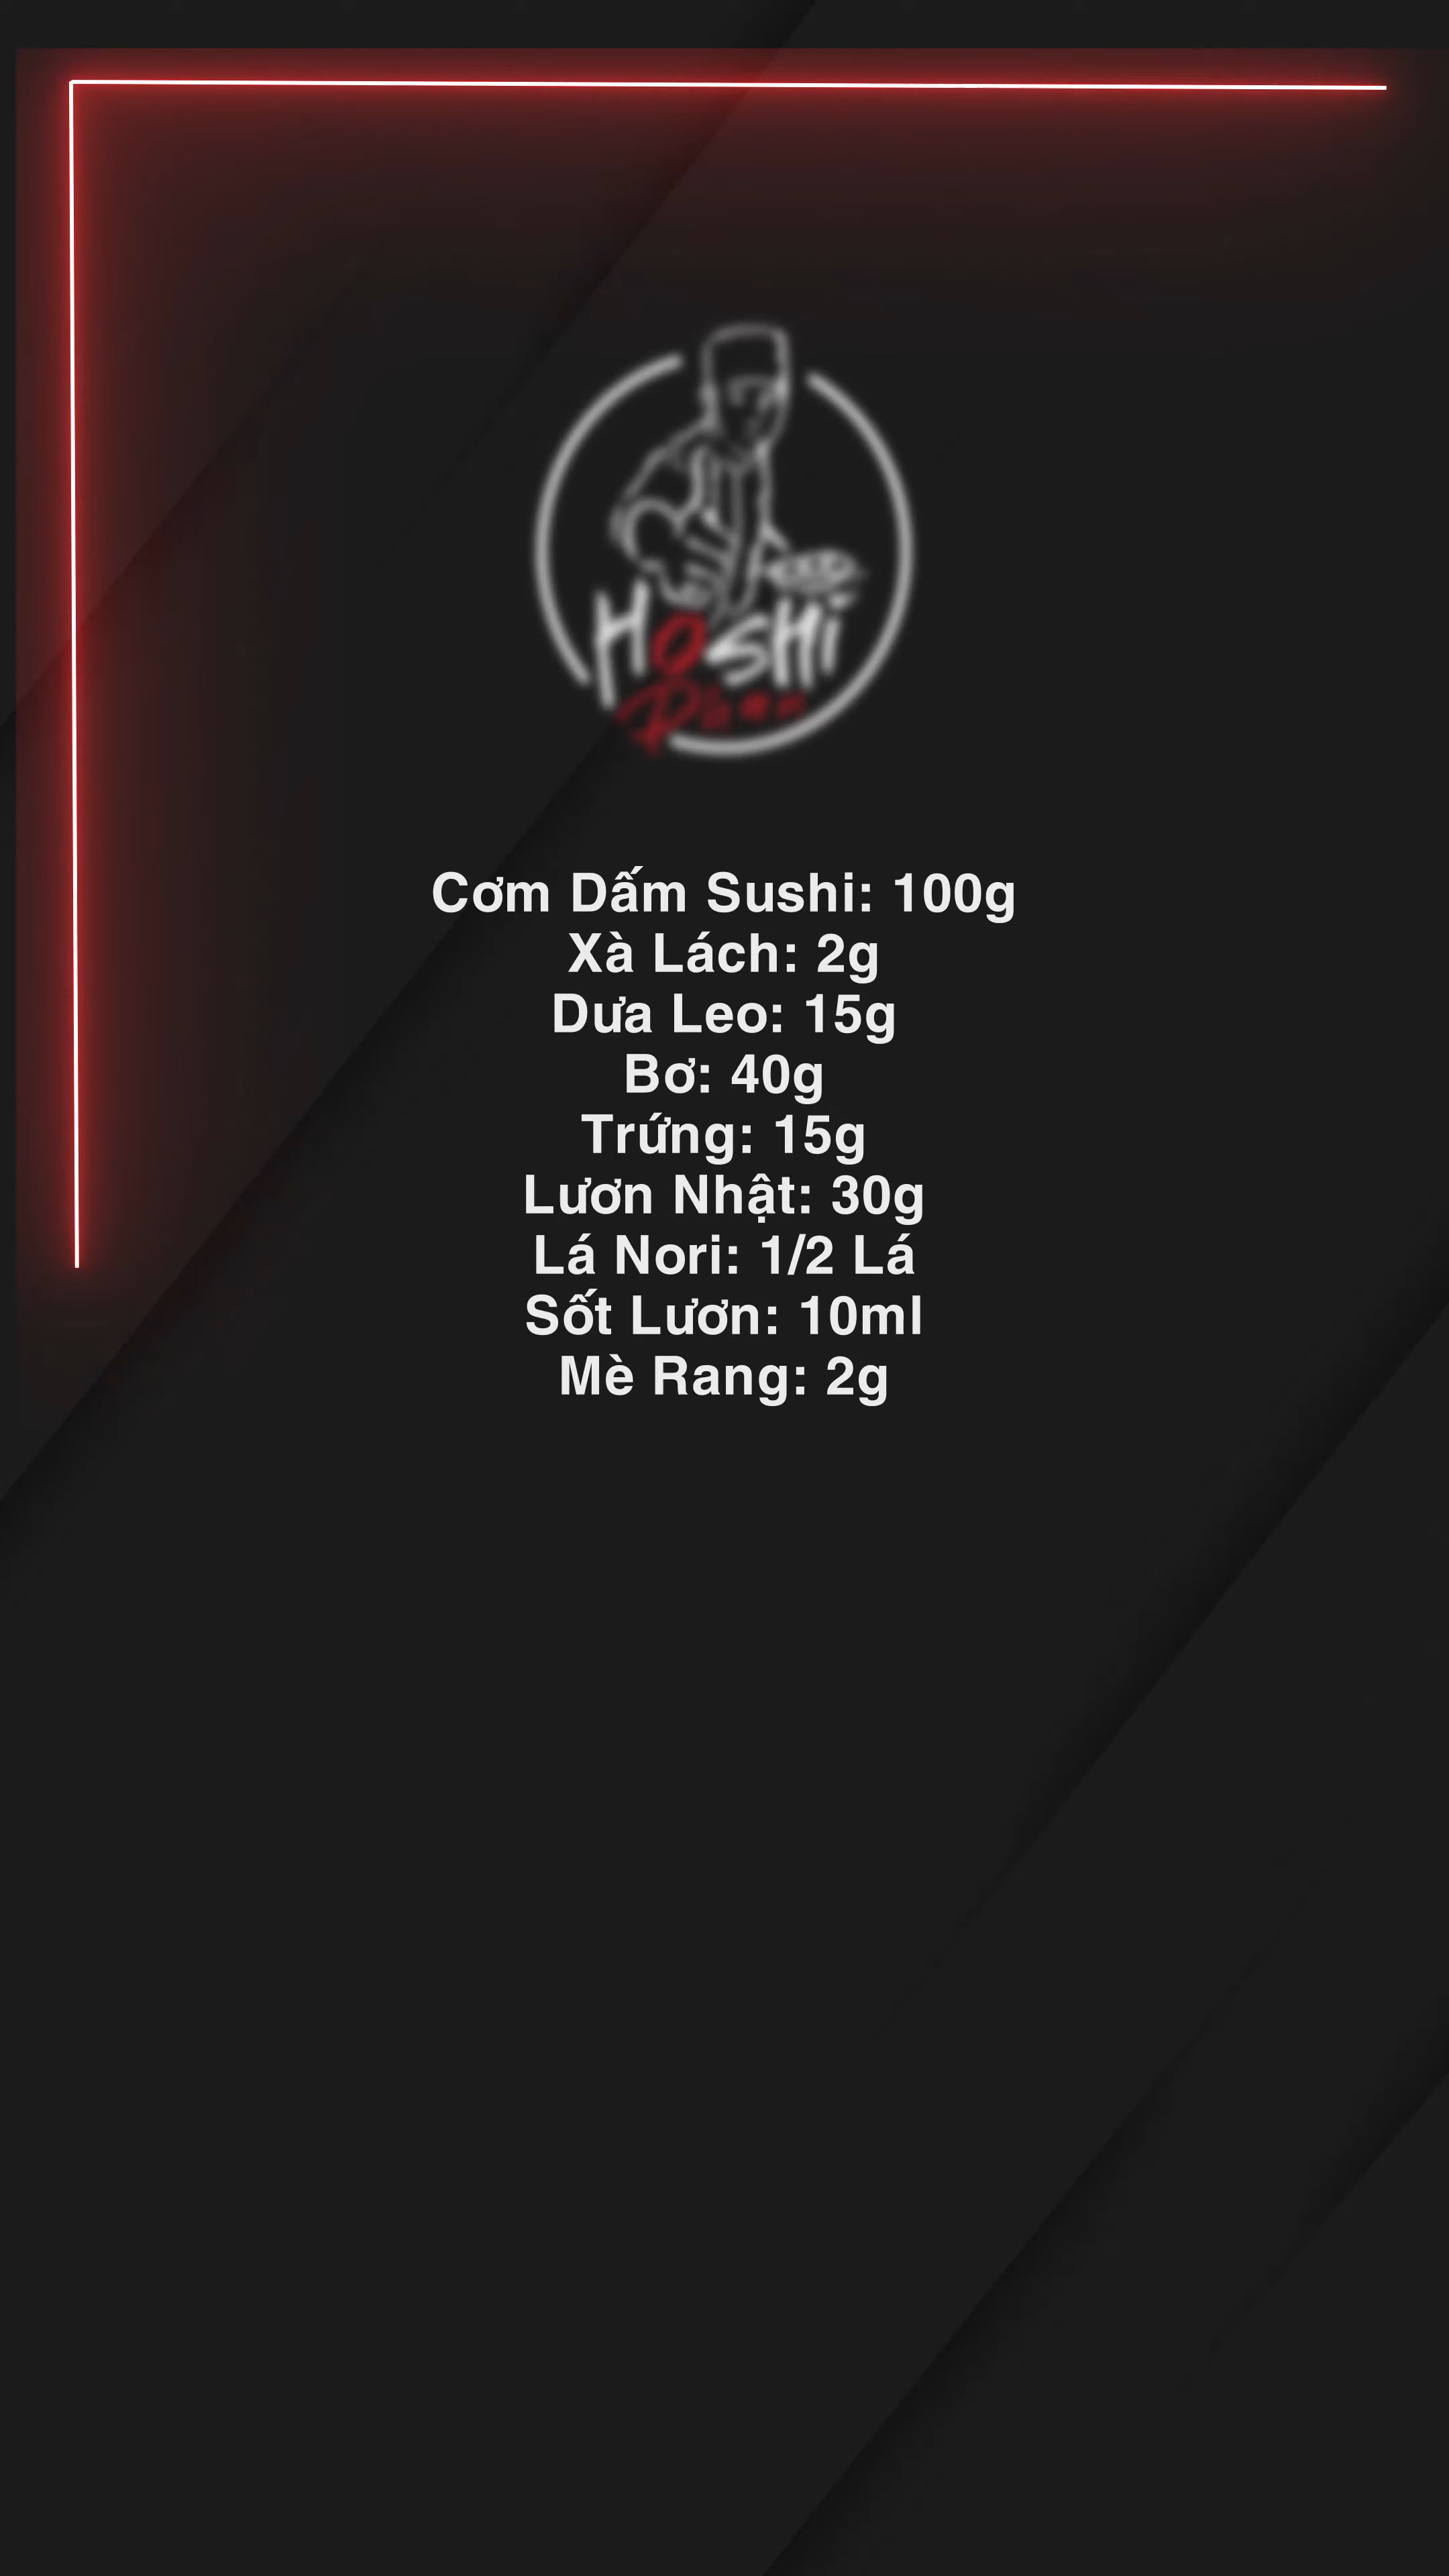 HOSHI
Cơm Dấm Sushi: 100g
Xà Lách: 2g
Dưa Leo: 15g
Bơ: 40g
Trứng: 15g
Lươn Nhật: 30g
Lá Nori: 1/2 Lá
Sốt Lươn: 10ml
Mè Rang: 2g